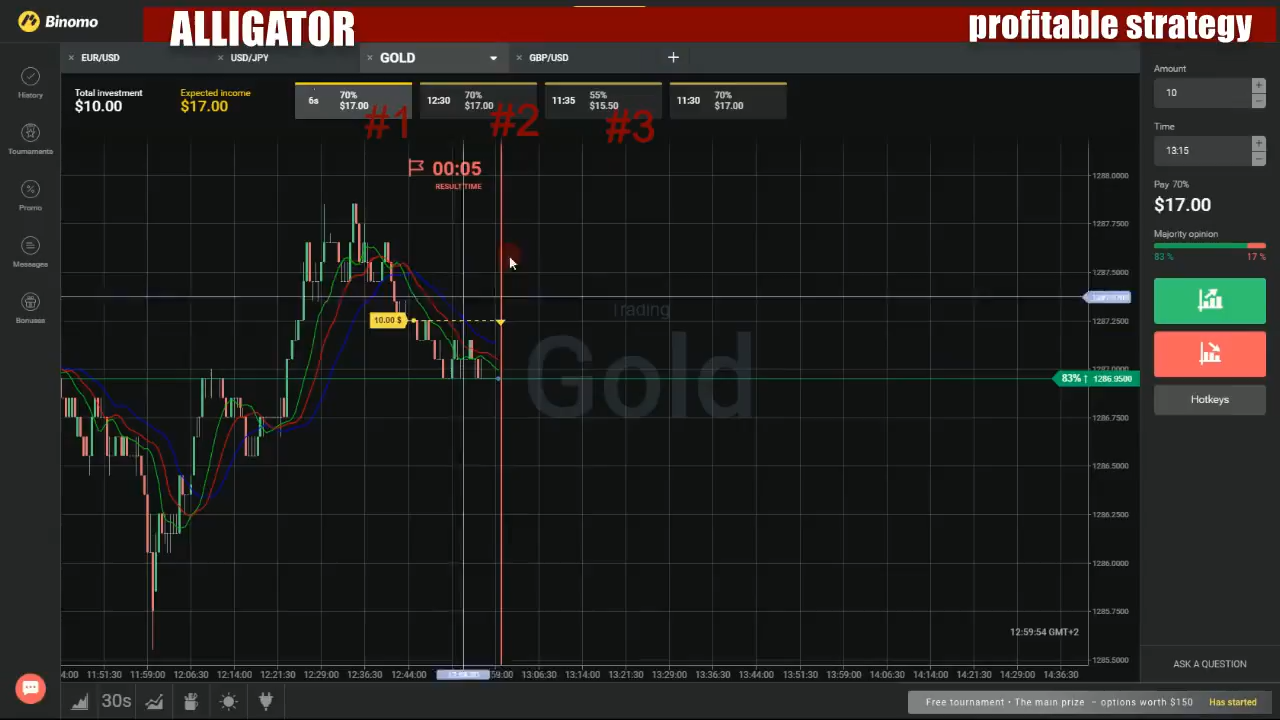 Binomo
ALLIGATOR
profitable strategy
× EUR/USD
× USD/JPY
× GOLD
× GBP/USD
+
History
Tournaments
Promo
Messages
Bonuses
Total investment
$10.00
Expected income
$17.00
6s
70%
$17.00
12:30
70%
$17.00
11:35
55%
$15.50
11:30
70%
$17.00
#1
#2
#3
00:05
RESULT TIME
10.00 $
Trading
Gold
1288.0000
1287.7500
1287.5000
1287.2500
83% ↑ 1286.9500
1286.7500
1286.5000
1286.2500
1286.0000
1285.7500
1285.5000
12:59:54 GMT+2
4:00 11:51:30 11:59:00 12:06:30 12:14:00 12:21:30 12:29:00 12:36:30 12:44:00 13:06:30 13:14:00 13:21:30 13:29:00 13:36:30 13:44:00 13:51:30 13:59:00 14:06:30 14:14:00 14:21:30 14:29:00 14:36:30
30s
Amount
10
+
−
Time
13:15
+
−
Pay 70%
$17.00
Majority opinion
83 %
17 %
Hotkeys
ASK A QUESTION
Free tournament • The main prize – options worth $150 Has started